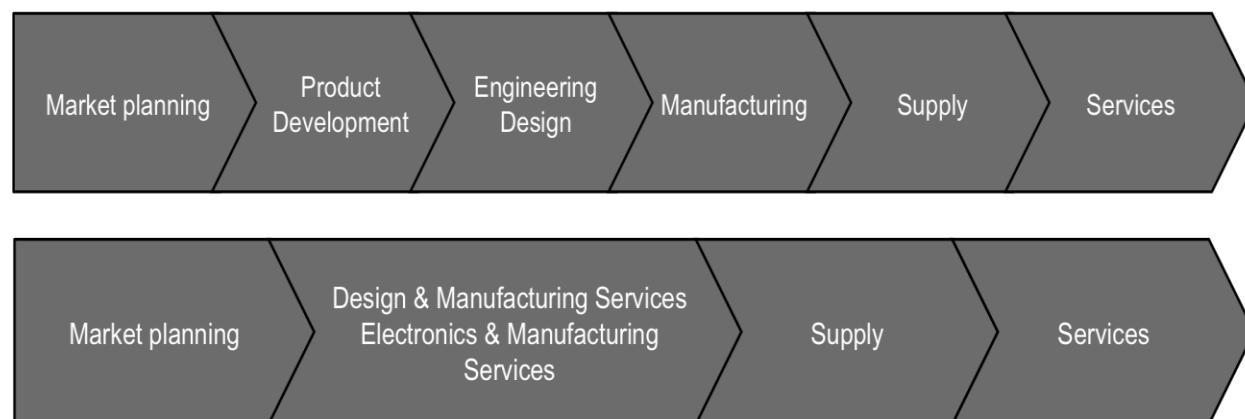 Market planning
Product
Development
Engineering
Design
Manufacturing
Supply
Services
Market planning
Design & Manufacturing Services
Electronics & Manufacturing
Services
Supply
Services